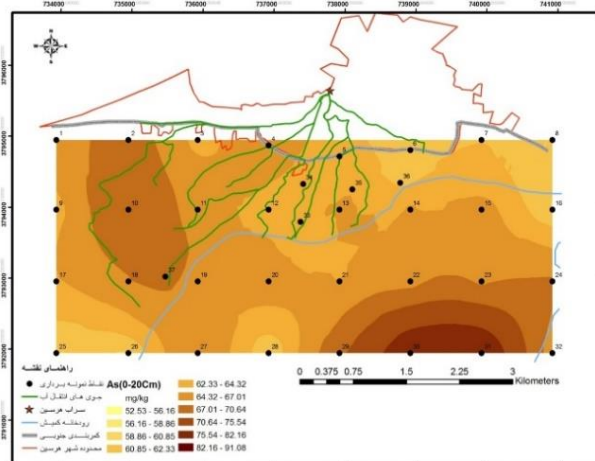 734000 735000 736000 737000 738000 739000 740000 741000
3796000
3795000
3794000
3793000
3792000
3791000
N
W E
S
1 2 3 4 5 6 7 8
34 35 36
9 10 11 12 13 14 15 16
33
37
17 18 19 20 21 22 23 24
25 26 27 28 29 30 31 32
راهنمای نقشه
نقاط نمونه برداری
جوی های انتقال آب
سراب هرسین
رودخانه کمیش
کمربندی جنوبی
محدوده شهر هرسین
As(0-20Cm)
mg/kg
52.53 - 56.16
56.16 - 58.86
58.86 - 60.85
60.85 - 62.33
62.33 - 64.32
64.32 - 67.01
67.01 - 70.64
70.64 - 75.54
75.54 - 82.16
82.16 - 91.08
0 0.375 0.75 1.5 2.25 3
Kilometers